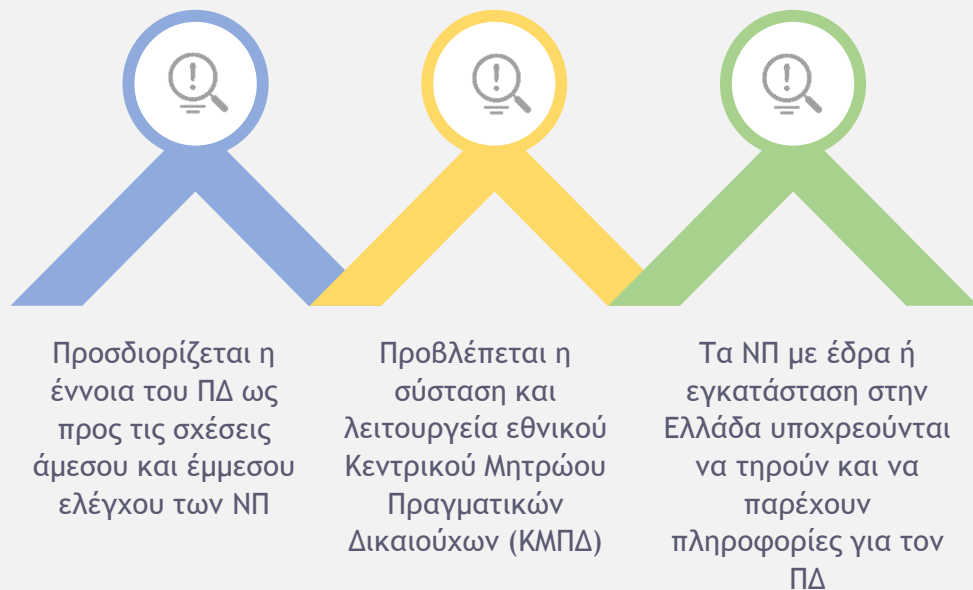 Προσδιορίζεται η
έννοια του ΠΔ ως
προς τις σχέσεις
άμεσου και έμμεσου
ελέγχου των ΝΠ
Προβλέπεται η
σύσταση και
λειτουργεία εθνικού
Κεντρικού Μητρώου
Πραγματικών
Δικαιούχων (ΚΜΠΔ)
Τα ΝΠ με έδρα ή
εγκατάσταση στην
Ελλάδα υποχρεούνται
να τηρούν και να
παρέχουν
πληροφορίες για τον
ΠΔ